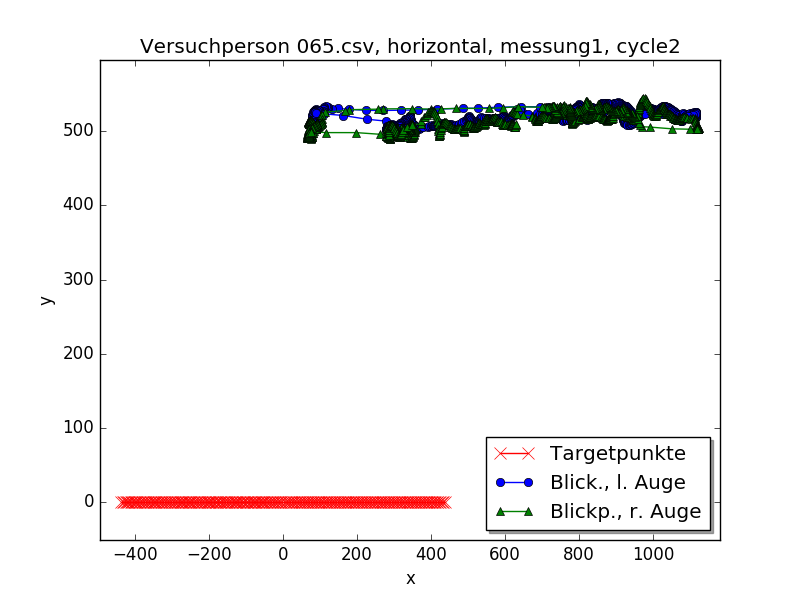 Versuchperson 065.csv, horizontal, messung1, cycle2
500
400
300
200
100
0
y
−400
−200
0
200
400
600
800
1000
x
Targetpunkte
Blick., l. Auge
Blickp., r. Auge